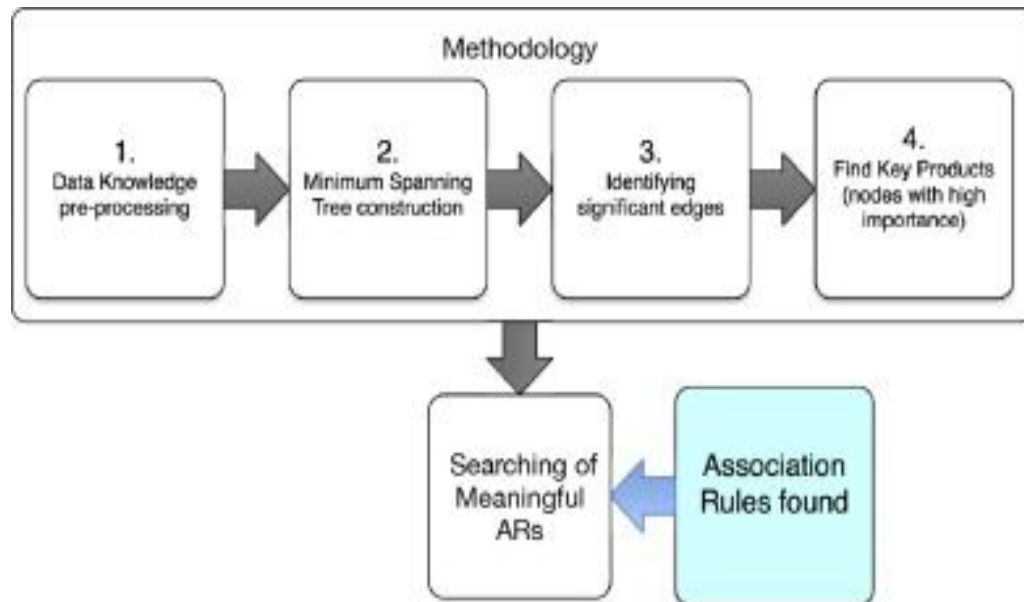 Methodology
1.
Data Knowledge
pre-processing
2.
Minimum Spanning
Tree construction
3.
Identifying
significant edges
4.
Find Key Products
(nodes with high
importance)
Searching of
Meaningful
ARs
Association
Rules found